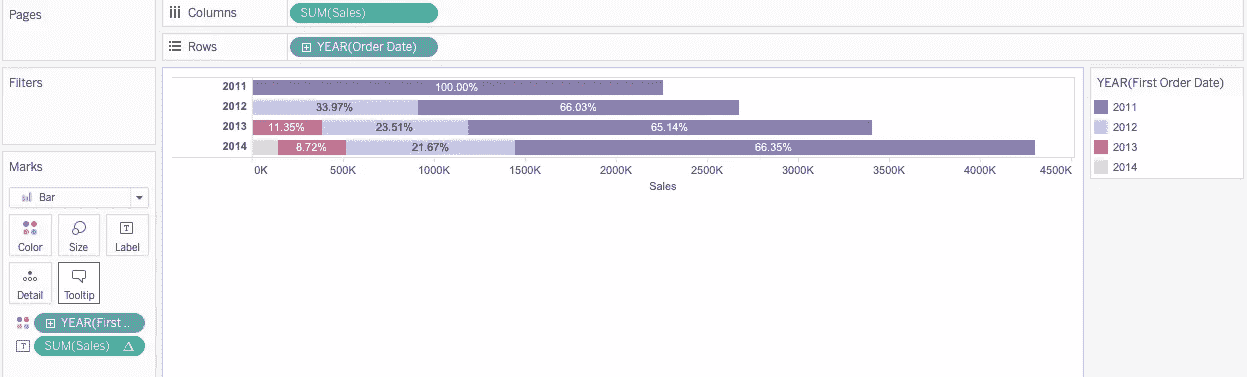 Pages
Columns
SUM(Sales)
Rows
YEAR(Order Date)
Filters
Marks
Bar
Color Size Label
Detail Tooltip
YEAR(First ..
SUM(Sales)
2011 100.00%
2012 33.97% 66.03%
2013 11.35% 23.51% 65.14%
2014 8.72% 21.67% 66.35%
0K 500K 1000K 1500K 2000K 2500K 3000K 3500K 4000K 4500K
Sales
YEAR(First Order Date)
2011
2012
2013
2014